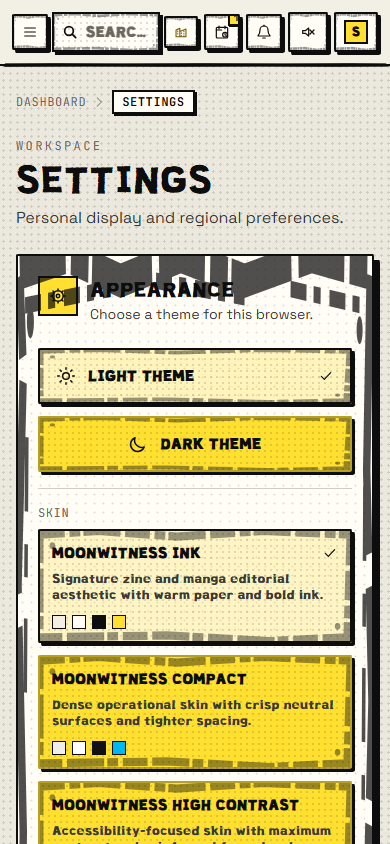 SEARC…
S
DASHBOARD > SETTINGS
WORKSPACE
SETTINGS
Personal display and regional preferences.
APPEARANCE
Choose a theme for this browser.
LIGHT THEME
DARK THEME
SKIN
MOONWITNESS INK
Signature zine and manga editorial
aesthetic with warm paper and bold ink.
MOONWITNESS COMPACT
Dense operational skin with crisp neutral
surfaces and tighter spacing.
MOONWITNESS HIGH CONTRAST
Accessibility-focused skin with maximum